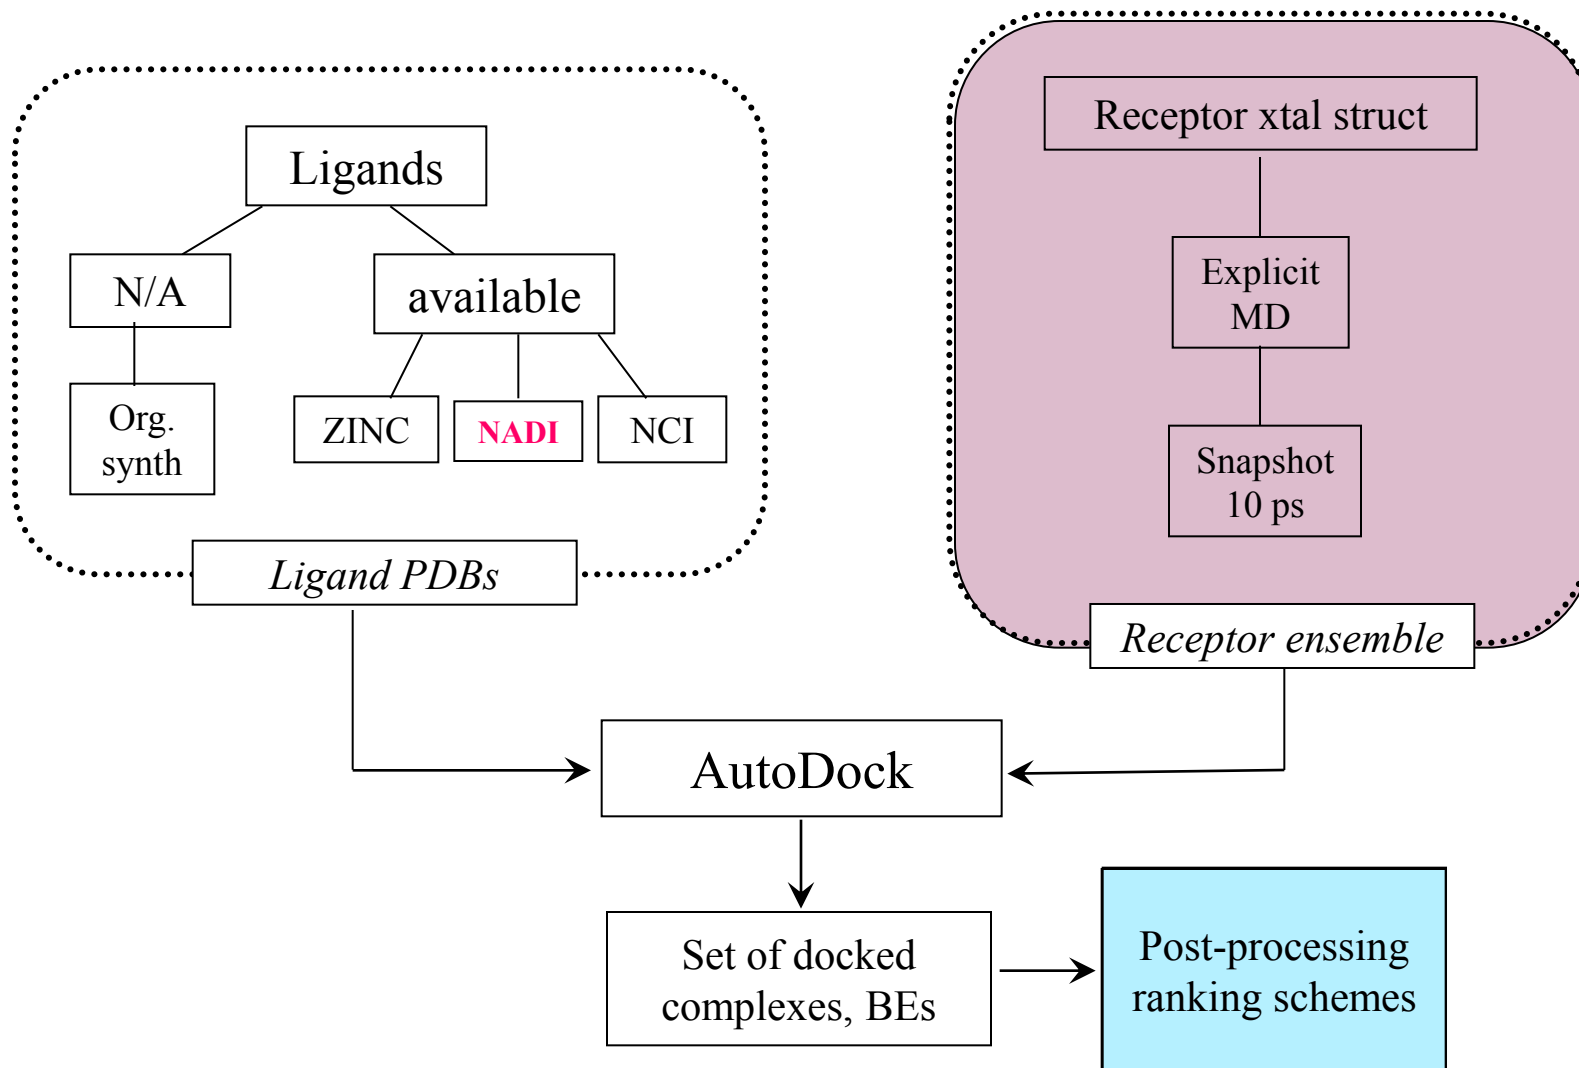 Ligands
N/A
available
Org.
synth
ZINC
NADI
NCI
Ligand PDBs
Receptor xtal struct
Explicit
MD
Snapshot
10 ps
Receptor ensemble
AutoDock
Set of docked
complexes, BEs
Post-processing
ranking schemes